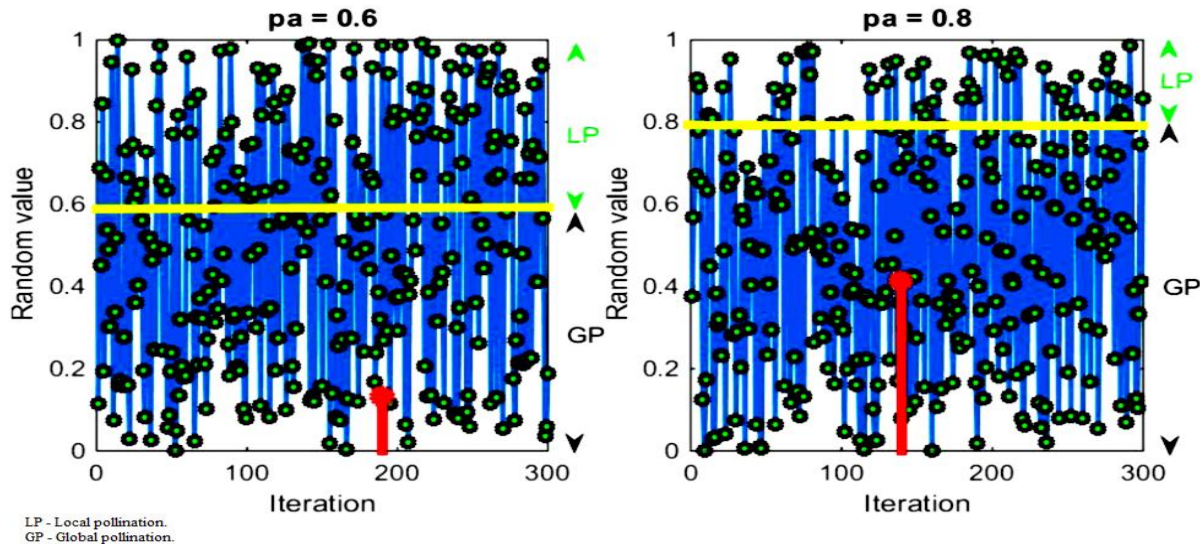 pa = 0.6
1
0.8
0.6
0.4
0.2
0
Random value
0
100
200
300
Iteration
LP
GP
pa = 0.8
1
0.8
0.6
0.4
0.2
0
Random value
0
100
200
300
Iteration
LP
GP
LP - Local pollination.
GP - Global pollination.